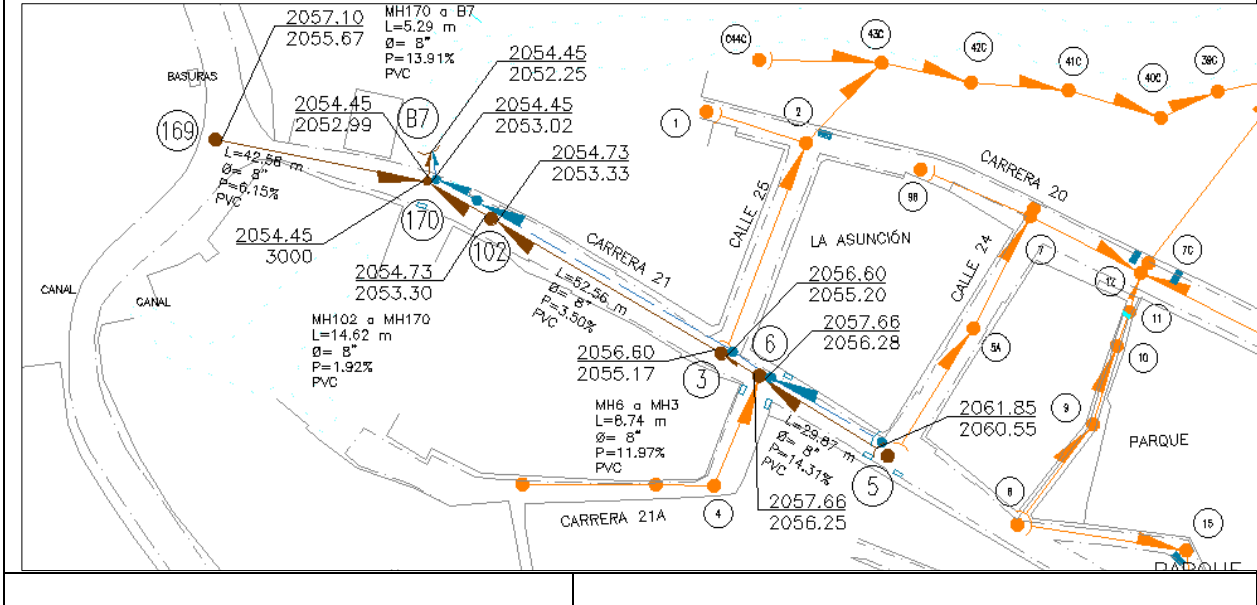 2057.10
2055.67
MH170 a B7
L=5.29 m
Ø= 8"
P=13.91%
PVC
2054.45
2052.25
BASURAS
2054.45
2052.99
B7
2054.45
2053.02
169
2054.73
2053.33
L=42.58 m
Ø= 8"
P=6.15%
PVC
170
102
2054.45
3000
2054.73
2053.30
CARRERA 21
CANAL
CANAL
L=52.56 m
Ø= 8"
P=3.50%
PVC
MH102 a MH170
L=14.62 m
Ø= 8"
P=1.92%
PVC
C44C
43C
42C
41C
40C
39C
1
2
CALLE 25
CARRERA 20
9B
LA ASUNCIÓN
CALLE 24
7
7C
2056.60
2055.20
2057.66
2056.28
11
10
5A
2056.60
2055.17
3
6
MH6 a MH3
L=8.74 m
Ø= 8"
P=11.97%
PVC
L=29.87 m
Ø= 8"
P=14.31%
PVC
2061.85
2060.55
9
PARQUE
5
2057.66
2056.25
8
4
CARRERA 21A
15
PARQUE